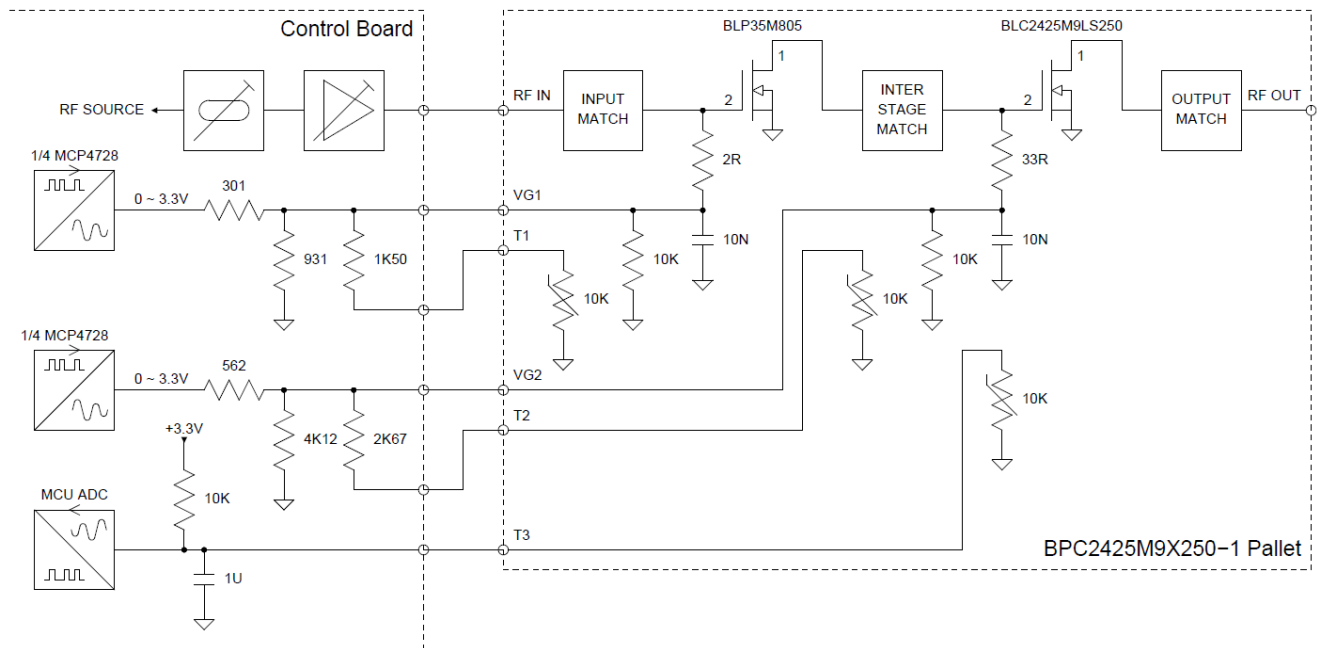 Control Board
BLP35M805
BLC2425M9LS250
1
1
RF SOURCE
RF IN
INPUT
MATCH
2
INTER
STAGE
MATCH
2
OUTPUT
MATCH
RF OUT
1/4 MCP4728
0 ~ 3.3V
301
2R
33R
VG1
T1
931
1K50
10K
10K
10N
10K
10K
10N
1/4 MCP4728
0 ~ 3.3V
562
VG2
T2
10K
+3.3V
4K12
2K67
10K
MCU ADC
T3
1U
BPC2425M9X250−1 Pallet